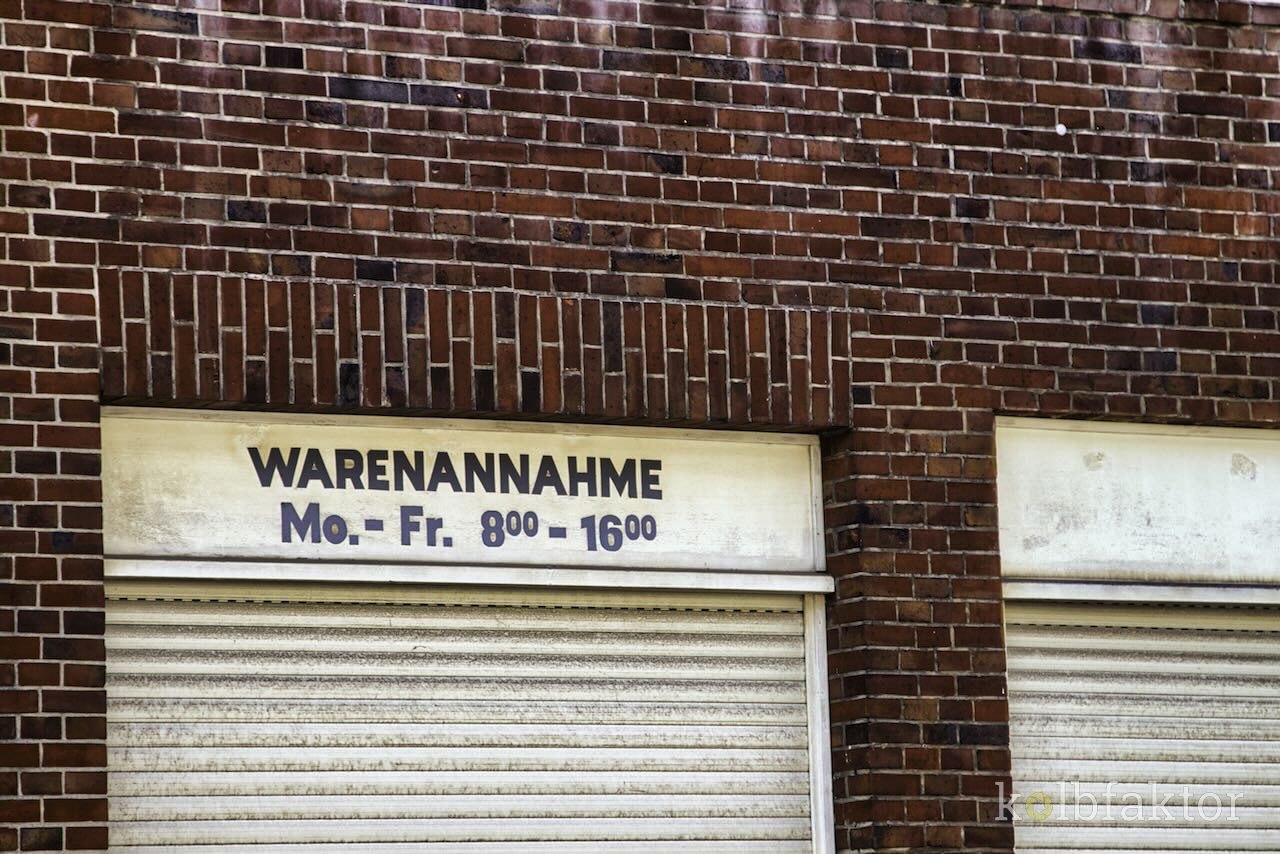 WARENANNAHME
Mo.- Fr. 8⁰⁰ - 16⁰⁰
kolbfaktor